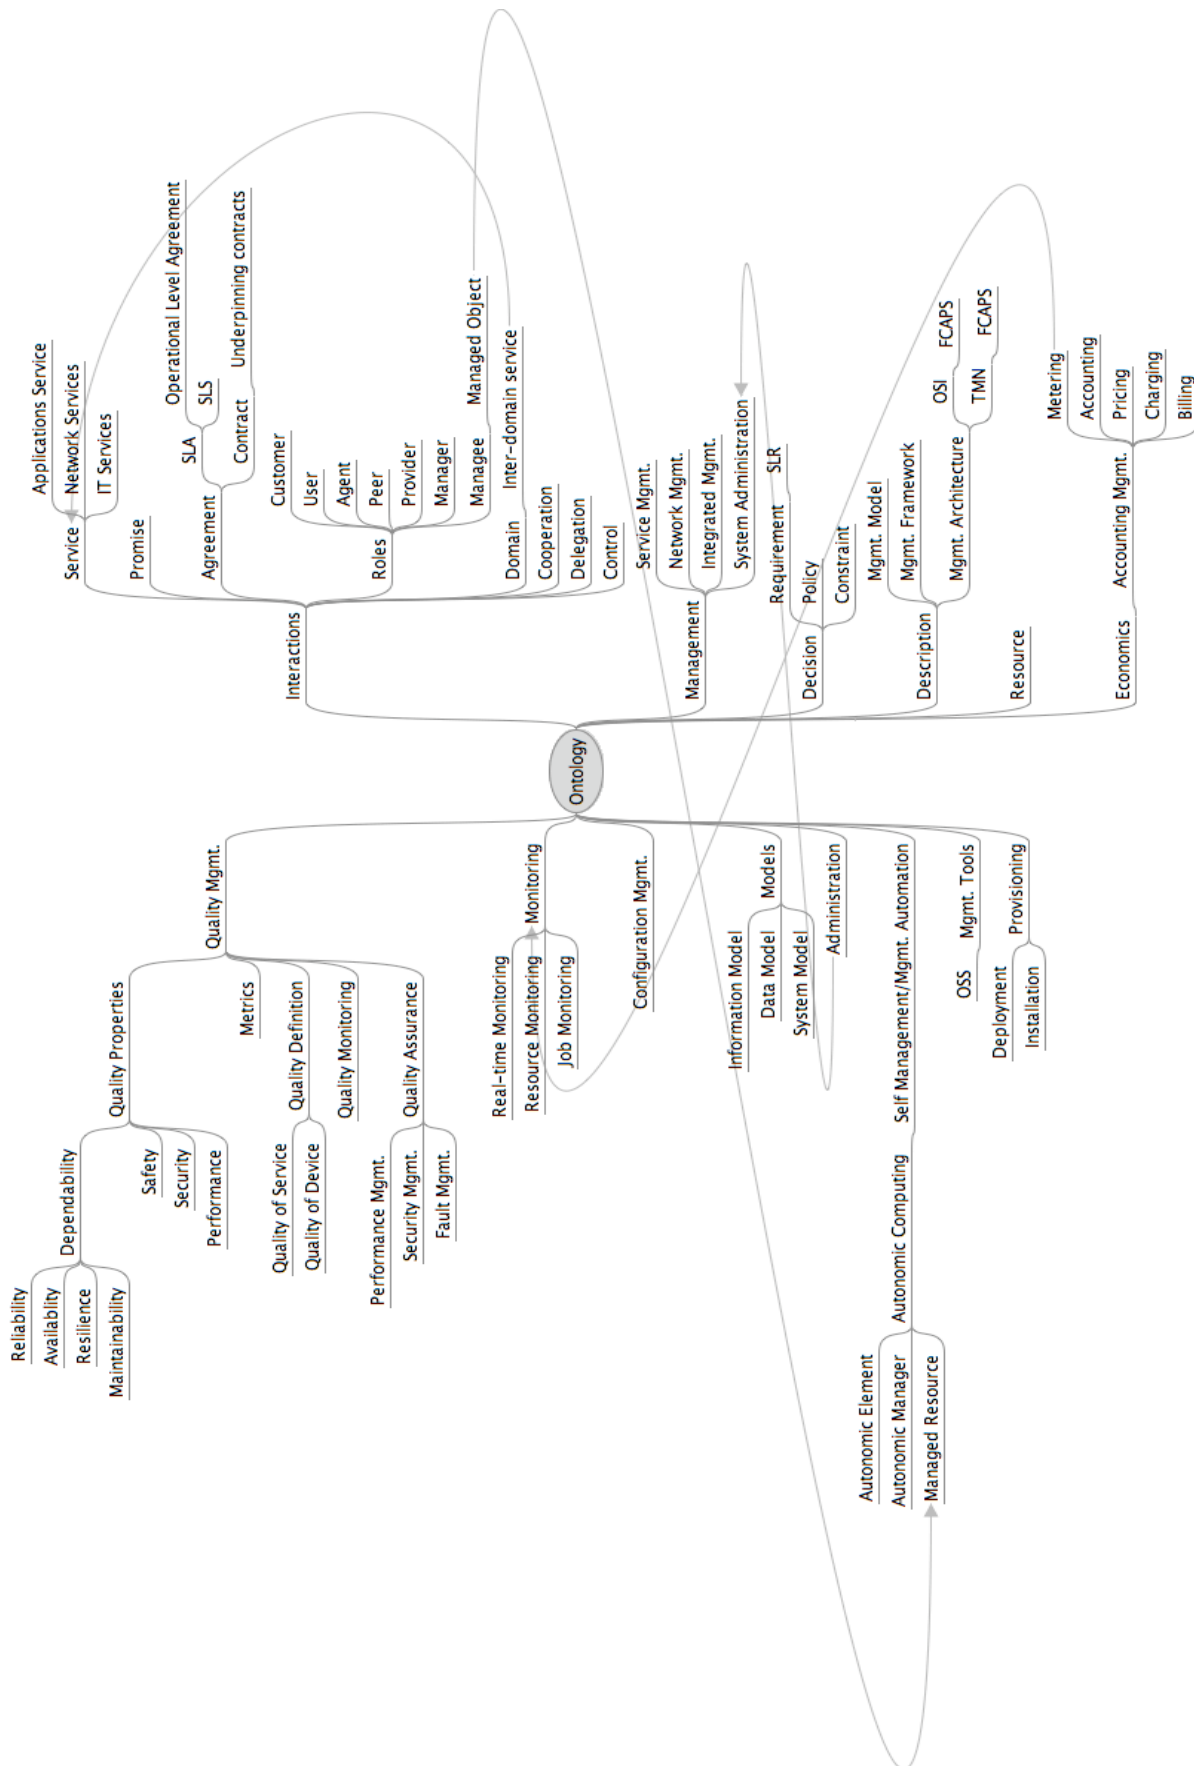 Ontology
Interactions
Service
Applications Service
Network Services
IT Services
Promise
Agreement
SLA
Operational Level Agreement
SLS
Contract
Underpinning contracts
Roles
Customer
User
Agent
Peer
Provider
Manager
Managee
Managed Object
Domain
Inter-domain service
Cooperation
Delegation
Control
Management
Service Mgmt.
Network Mgmt.
Integrated Mgmt.
System Administration
Decision
Requirement
SLR
Policy
Constraint
Description
Mgmt. Model
Mgmt. Framework
Mgmt. Architecture
OSI
FCAPS
TMN
FCAPS
Resource
Economics
Accounting Mgmt.
Metering
Accounting
Pricing
Charging
Billing
Quality Mgmt.
Quality Properties
Dependability
Reliability
Availablity
Resilience
Maintainability
Safety
Security
Performance
Metrics
Quality Definition
Quality of Service
Quality of Device
Quality Monitoring
Quality Assurance
Performance Mgmt.
Security Mgmt.
Fault Mgmt.
Monitoring
Real-time Monitoring
Resource Monitoring
Job Monitoring
Configuration Mgmt.
Models
Information Model
Data Model
System Model
Administration
Self Management/Mgmt. Automation
Autonomic Computing
Autonomic Element
Autonomic Manager
Managed Resource
Mgmt. Tools
OSS
Provisioning
Deployment
Installation